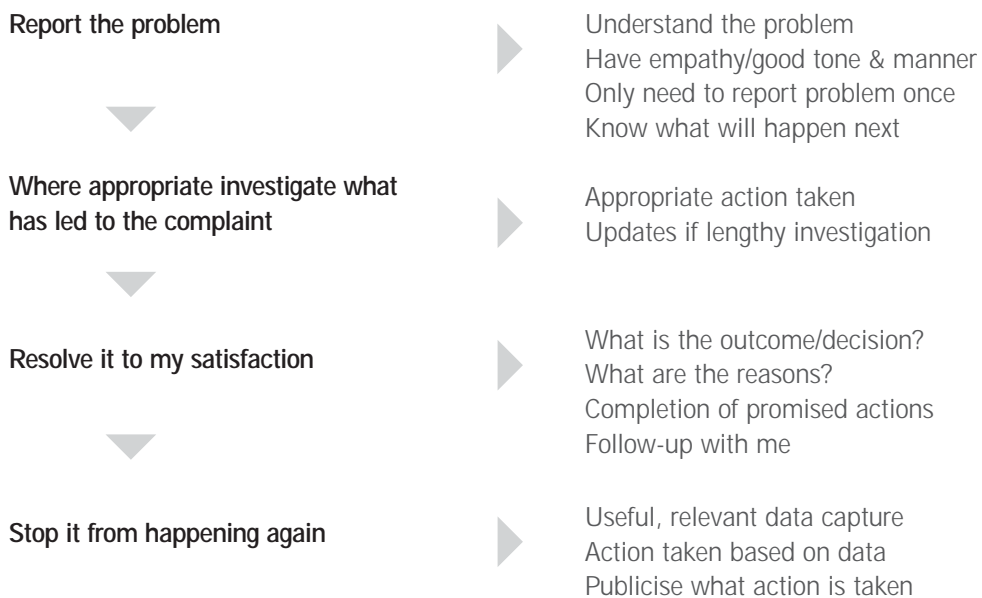 Report the problem
Understand the problem
Have empathy/good tone & manner
Only need to report problem once
Know what will happen next
Where appropriate investigate what
has led to the complaint
Appropriate action taken
Updates if lengthy investigation
Resolve it to my satisfaction
What is the outcome/decision?
What are the reasons?
Completion of promised actions
Follow-up with me
Stop it from happening again
Useful, relevant data capture
Action taken based on data
Publicise what action is taken